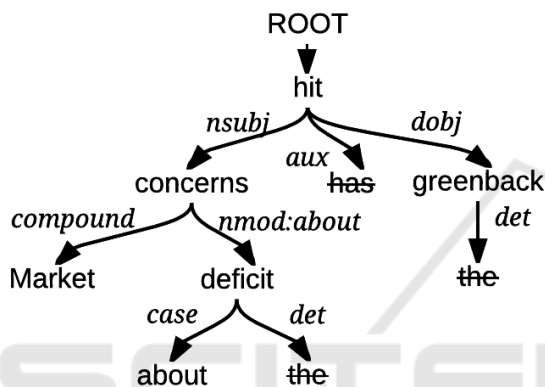 ROOT
hit
nsubj aux dobj
concerns has greenback
compound nmod:about det
Market deficit the
case det
about the
SCITE